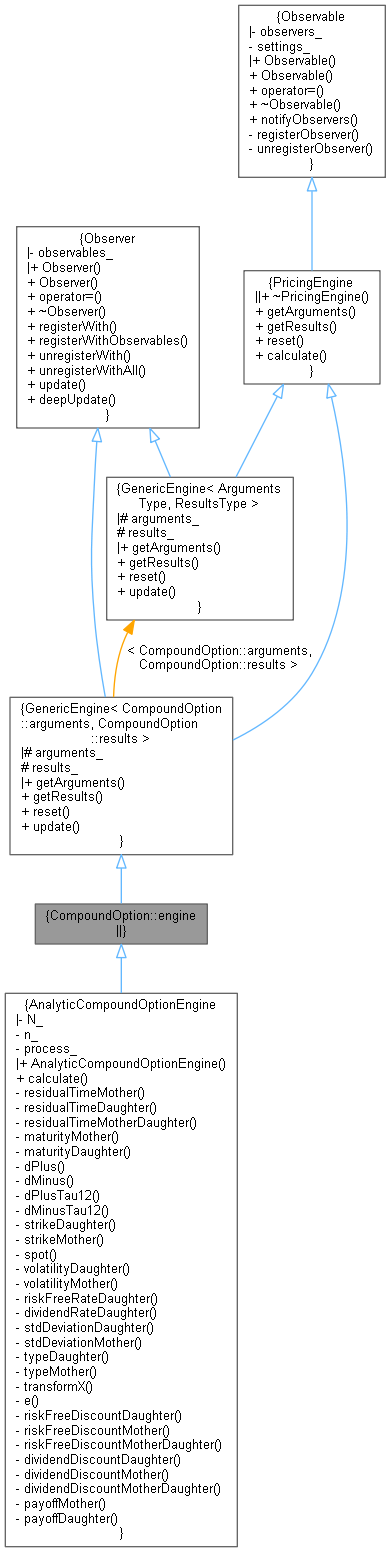 {Observable
|- observers_
- settings_
|+ Observable()
+ Observable()
+ operator=()
+ ~Observable()
+ notifyObservers()
- registerObserver()
- unregisterObserver()
}
{Observer
|- observables_
|+ Observer()
+ Observer()
+ operator=()
+ ~Observer()
+ registerWith()
+ registerWithObservables()
+ unregisterWith()
+ unregisterWithAll()
+ update()
+ deepUpdate()
}
{PricingEngine
||+ ~PricingEngine()
+ getArguments()
+ getResults()
+ reset()
+ calculate()
}
{GenericEngine< Arguments
Type, ResultsType >
|# arguments_
# results_
|+ getArguments()
+ getResults()
+ reset()
+ update()
}
< CompoundOption::arguments,
CompoundOption::results >
{GenericEngine< CompoundOption
::arguments, CompoundOption
::results >
|# arguments_
# results_
|+ getArguments()
+ getResults()
+ reset()
+ update()
}
{CompoundOption::engine
||}
{AnalyticCompoundOptionEngine
|- N_
- n_
- process_
|+ AnalyticCompoundOptionEngine()
+ calculate()
- residualTimeMother()
- residualTimeDaughter()
- residualTimeMotherDaughter()
- maturityMother()
- maturityDaughter()
- dPlus()
- dMinus()
- dPlusTau12()
- dMinusTau12()
- strikeDaughter()
- strikeMother()
- spot()
- volatilityDaughter()
- volatilityMother()
- riskFreeRateDaughter()
- dividendRateDaughter()
- stdDeviationDaughter()
- stdDeviationMother()
- typeDaughter()
- typeMother()
- transformX()
- e()
- riskFreeDiscountDaughter()
- riskFreeDiscountMother()
- riskFreeDiscountMotherDaughter()
- dividendDiscountDaughter()
- dividendDiscountMother()
- dividendDiscountMotherDaughter()
- payoffMother()
- payoffDaughter()
}